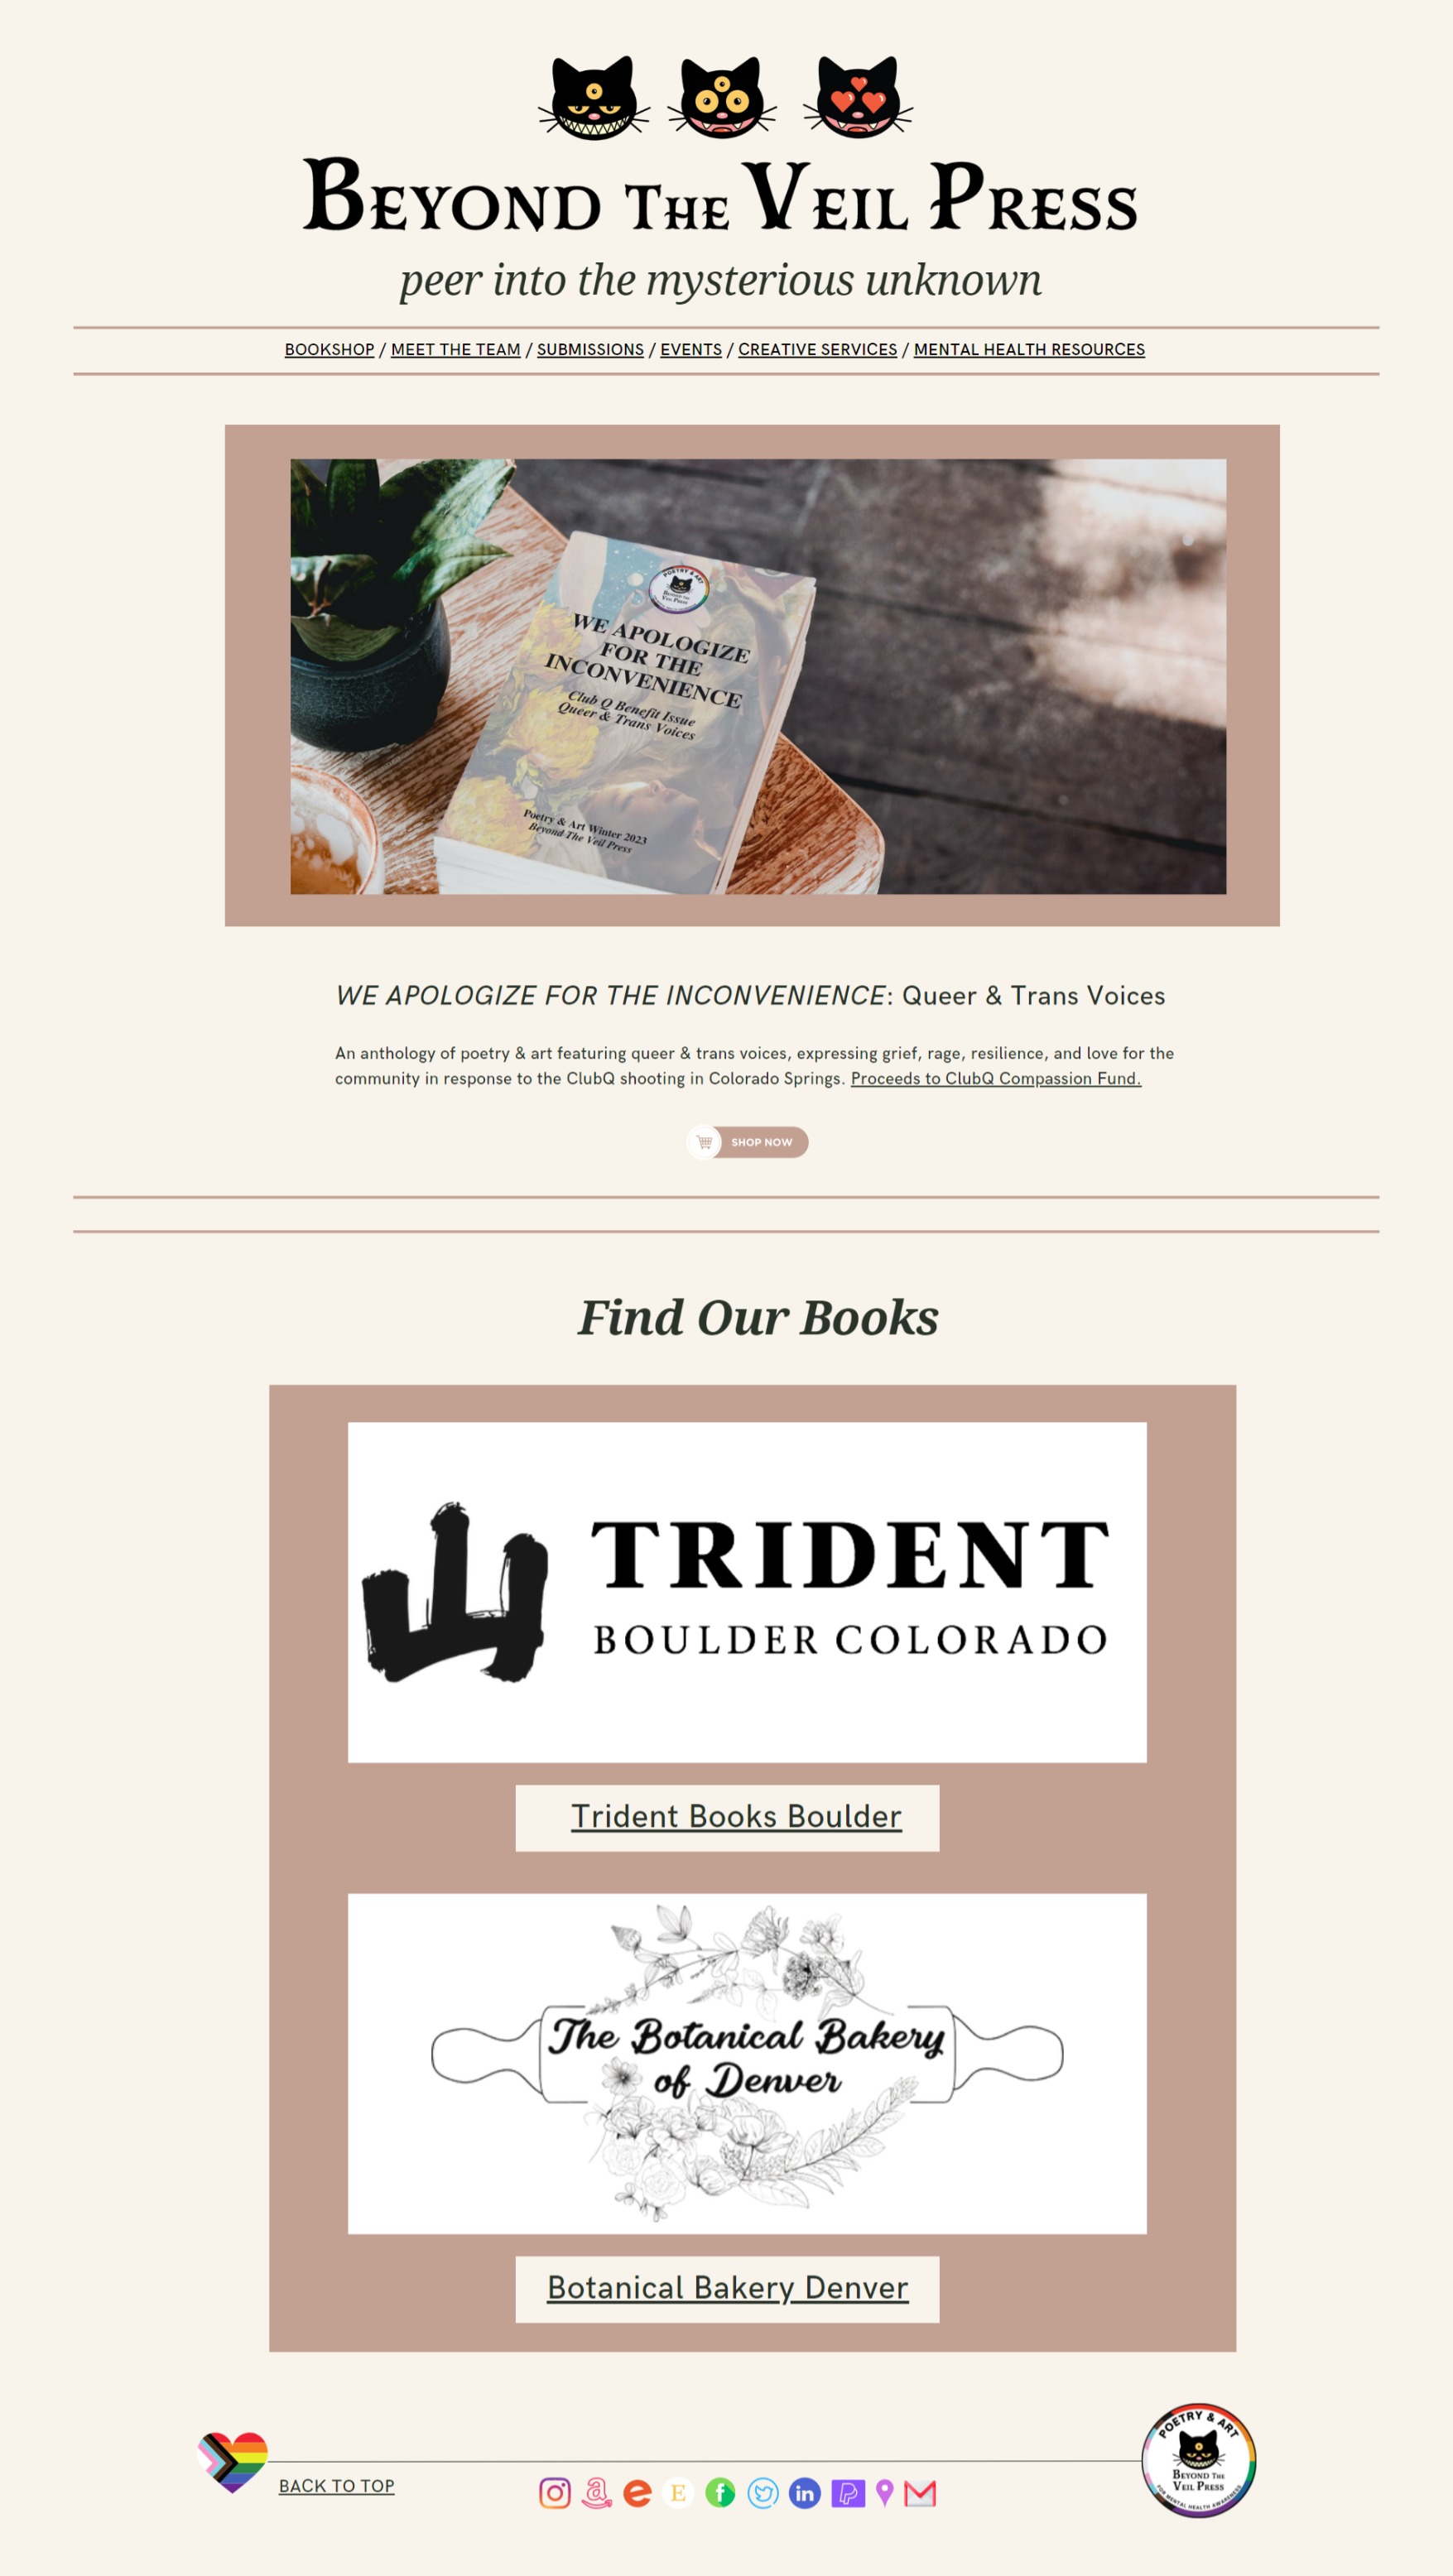 BEYOND THE VEIL PRESS
peer into the mysterious unknown
BOOKSHOP / MEET THE TEAM / SUBMISSIONS / EVENTS / CREATIVE SERVICES / MENTAL HEALTH RESOURCES
POETRY & ART
BEYOND THE
VEIL PRESS
WE APOLOGIZE
FOR THE
INCONVENIENCE
Club Q Benefit Issue
Queer & Trans Voices
Poetry & Art Winter 2023
Beyond The Veil Press
WE APOLOGIZE FOR THE INCONVENIENCE: Queer & Trans Voices
An anthology of poetry & art featuring queer & trans voices, expressing grief, rage, resilience, and love for the
community in response to the ClubQ shooting in Colorado Springs. Proceeds to ClubQ Compassion Fund.
SHOP NOW
Find Our Books
TRIDENT
BOULDER COLORADO
Trident Books Boulder
The Botanical Bakery
of Denver
Botanical Bakery Denver
BACK TO TOP
POETRY & ART
BEYOND THE
VEIL PRESS
FOR MENTAL HEALTH AWARENESS